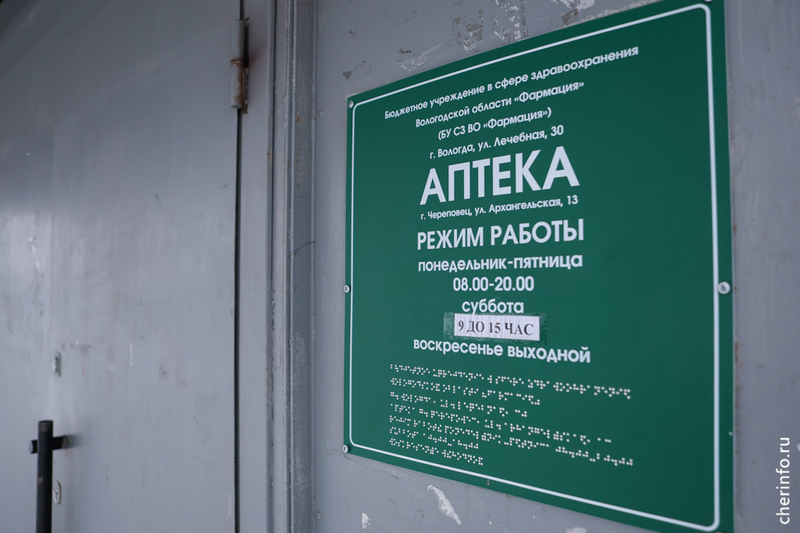 Бюджетное учреждение в сфере здравоохранения
Вологодской области «Фармация»
(БУ СЗ ВО «Фармация»)
г. Вологда, ул. Лечебная, 30
АПТЕКА
г. Череповец, ул. Архангельская, 13
РЕЖИМ РАБОТЫ
понедельник-пятница
08.00-20.00
суббота
9 ДО 15 ЧАС
воскресенье выходной
cherinfo.ru